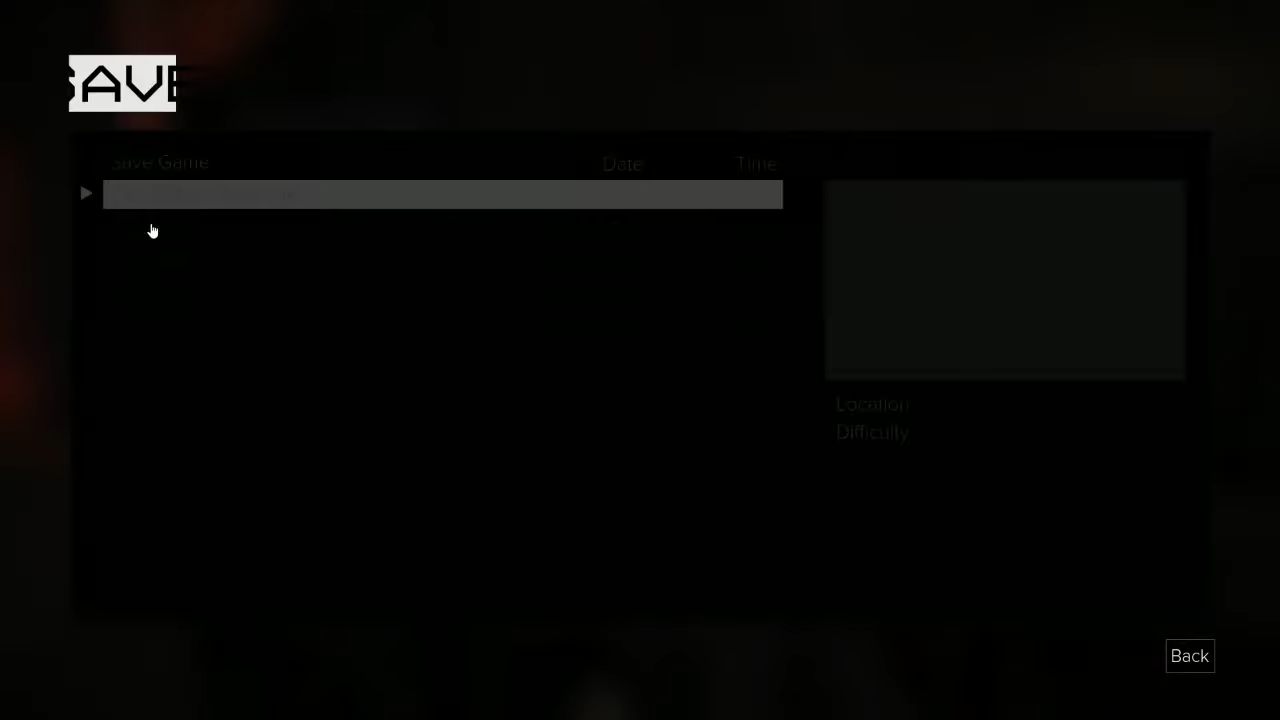 SAVE
Save Game Date Time
Location
Difficulty
Back